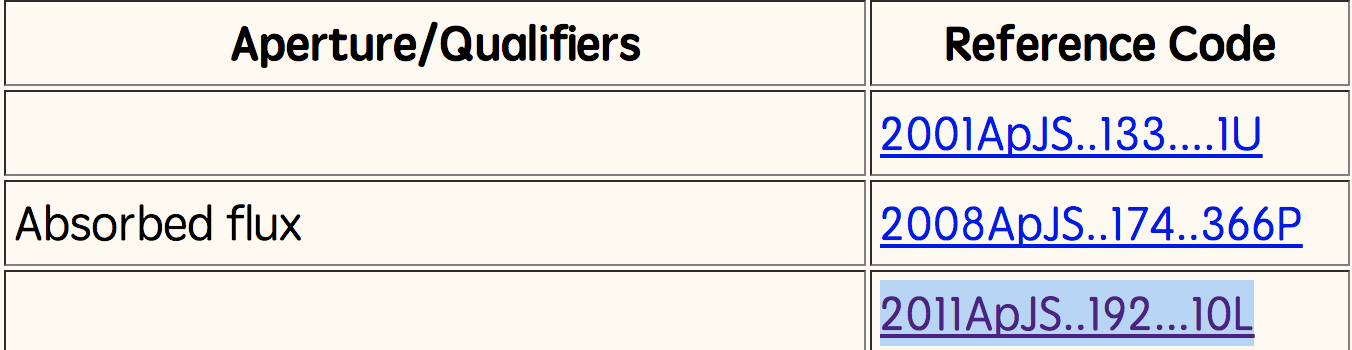 Aperture/Qualifiers Reference Code
2001ApJS..133....1U
Absorbed flux 2008ApJS..174..366P
2011ApJS..192...10L